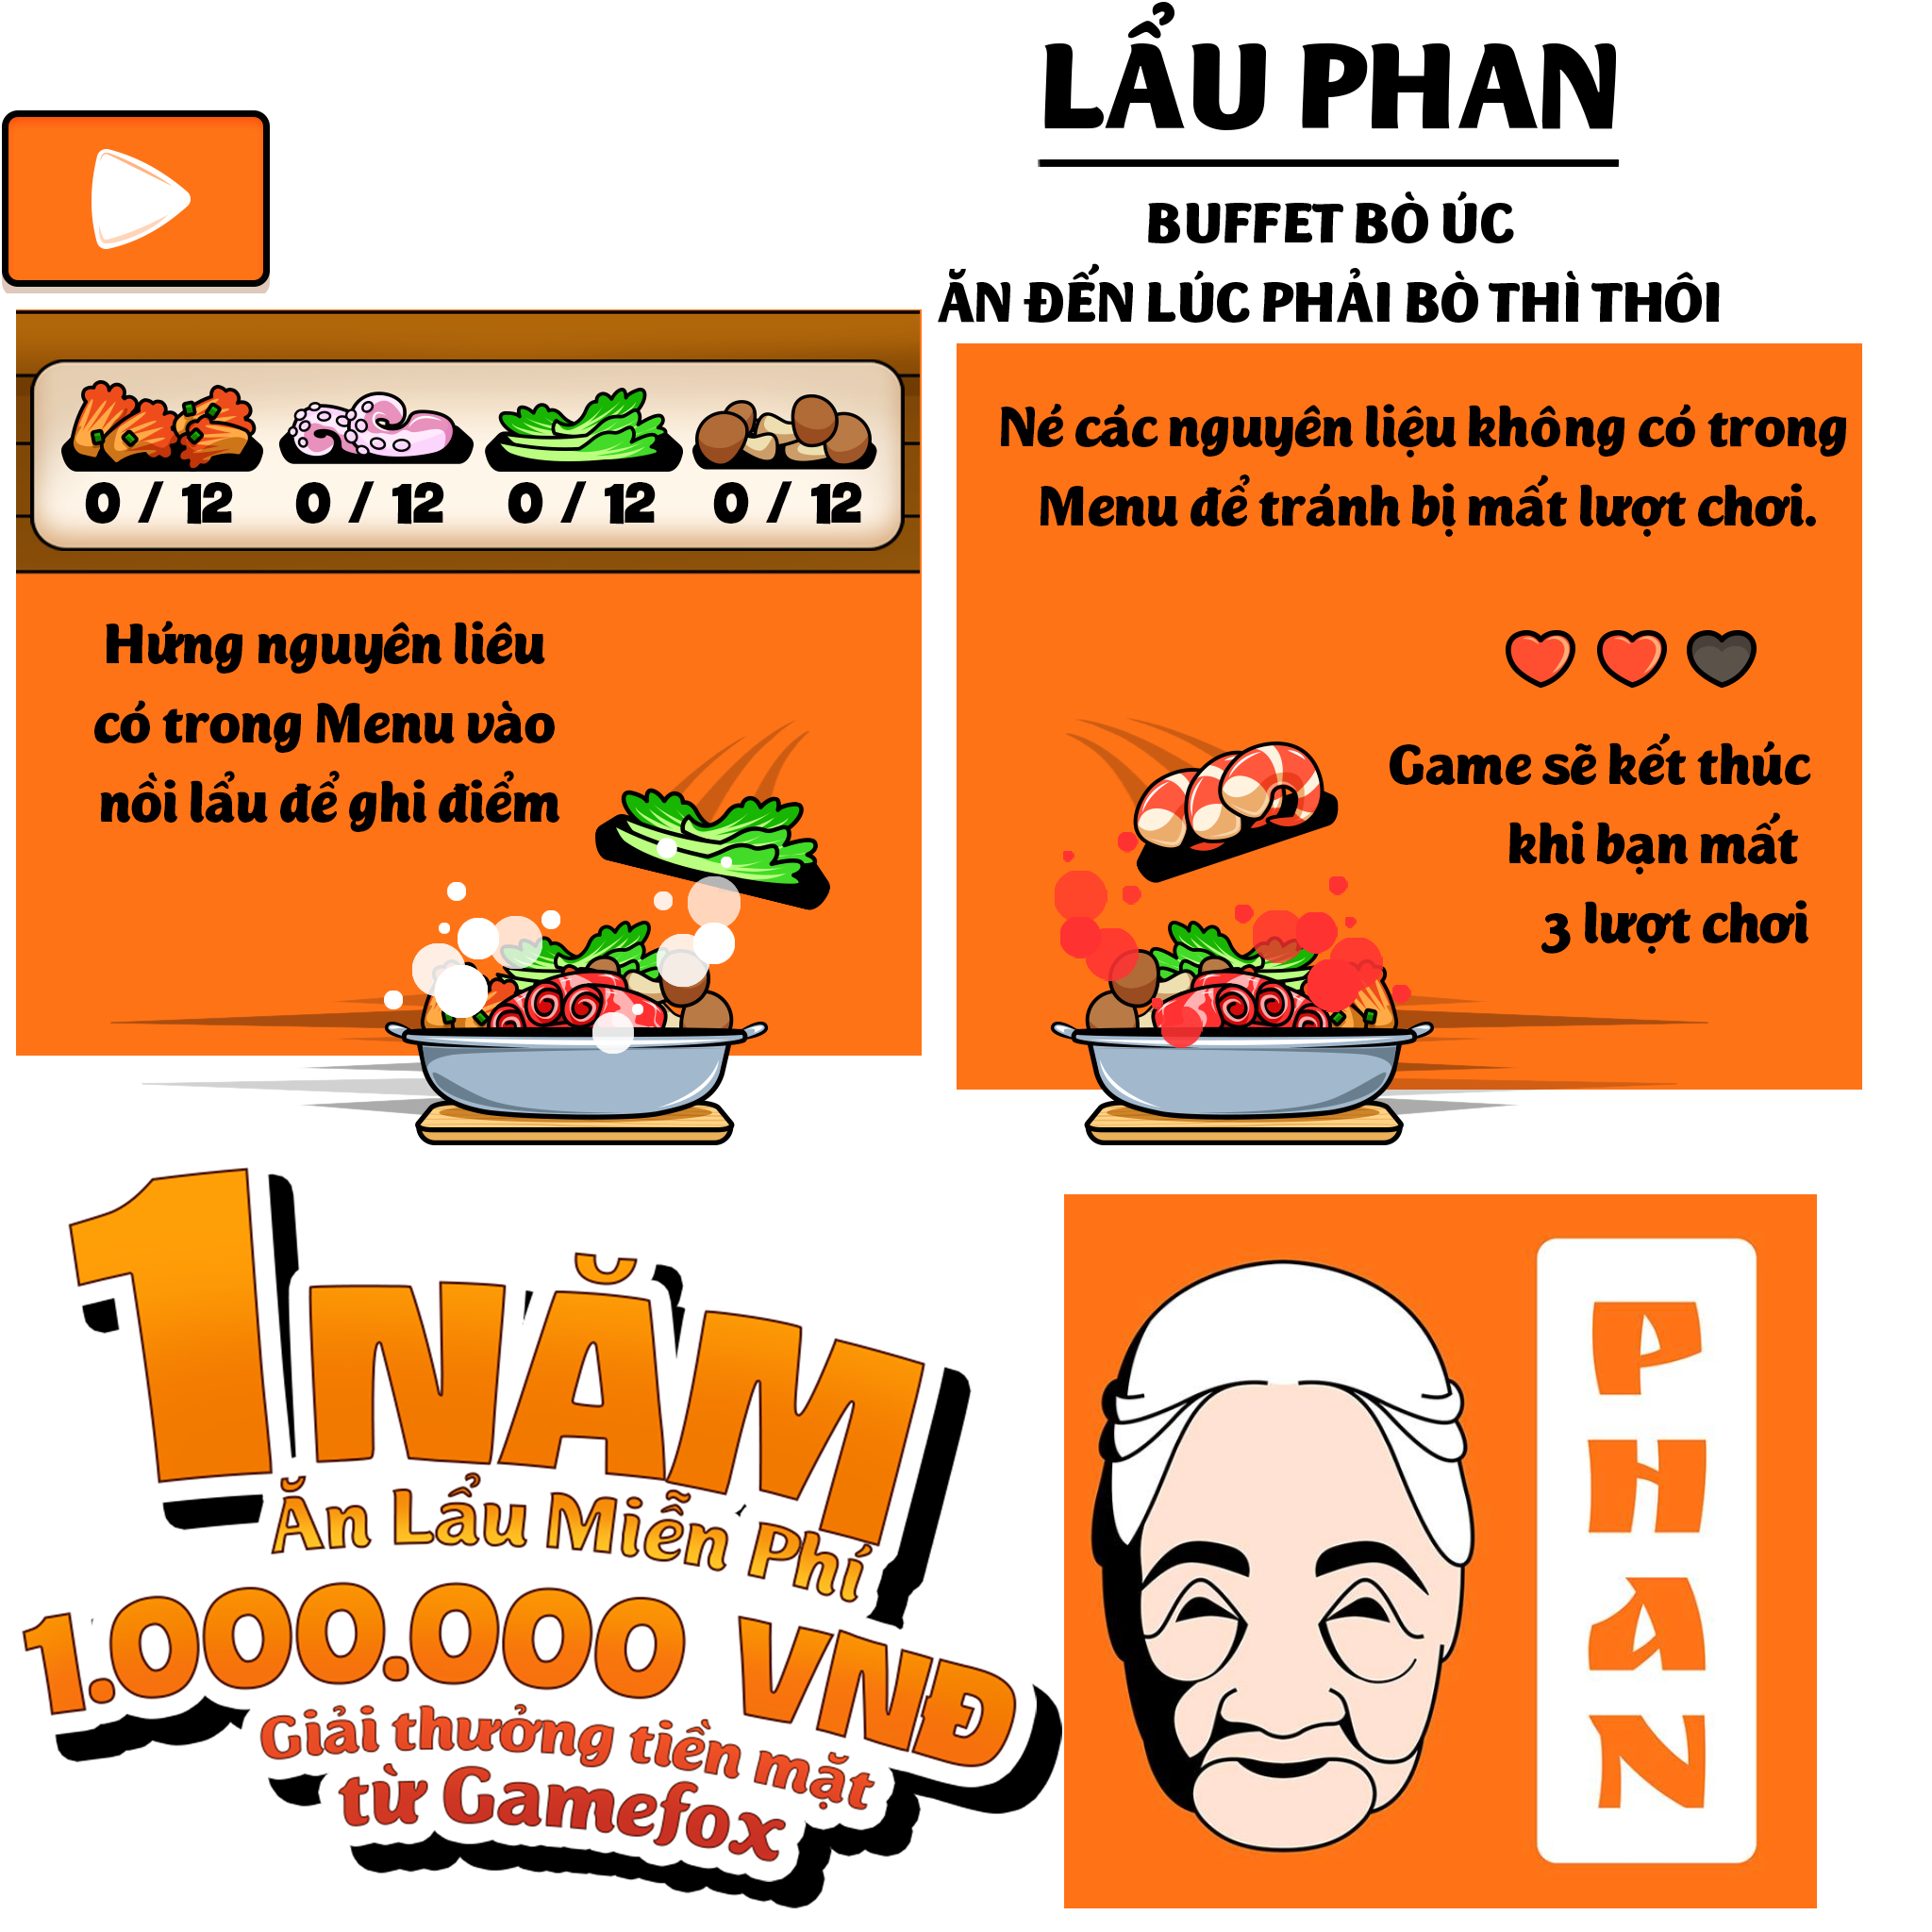 LẨU PHAN
BUFFET BÒ ÚC
ĂN ĐẾN LÚC PHẢI BÒ THÌ THÔI
0 / 12 0 / 12 0 / 12 0 / 12
Hứng nguyên liêu
có trong Menu vào
nồi lẩu để ghi điểm
Né các nguyên liệu không có trong
Menu để tránh bị mất lượt chơi.
Game sẽ kết thúc
khi bạn mất
3 lượt chơi
1 NĂM
Ăn Lẩu Miễn Phí
1.000.000 VNĐ
Giải thưởng tiền mặt
từ Gamefox
PHAN